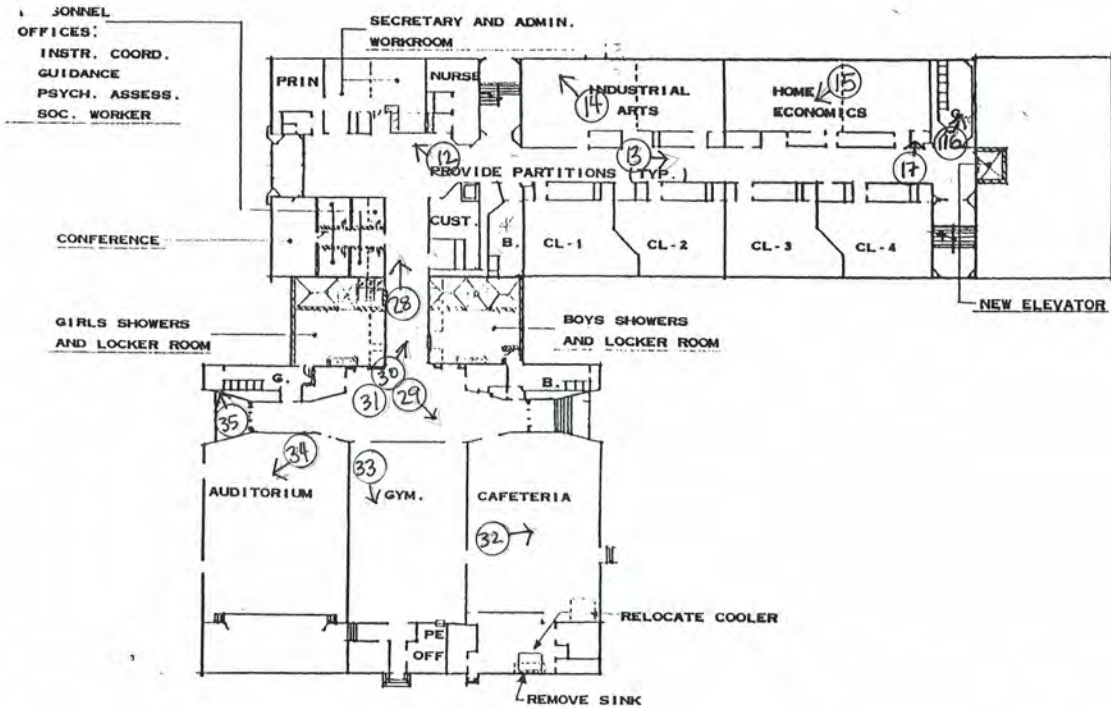 SONNEL
OFFICES:
INSTR. COORD.
GUIDANCE
PSYCH. ASSESS.
SOC. WORKER
SECRETARY AND ADMIN.
WORKROOM
PRIN
NURSE
INDUSTRIAL
ARTS
HOME
ECONOMICS
14
15
116
12
13
17
PROVIDE PARTITIONS (TYP.)
CONFERENCE
CUST.
B.
CL-1
CL-2
CL-3
CL-4
28
NEW ELEVATOR
GIRLS SHOWERS
AND LOCKER ROOM
BOYS SHOWERS
AND LOCKER ROOM
G.
30
B.
31
29
35
34
33
AUDITORIUM
GYM.
CAFETERIA
32
RELOCATE COOLER
PE
OFF
REMOVE SINK